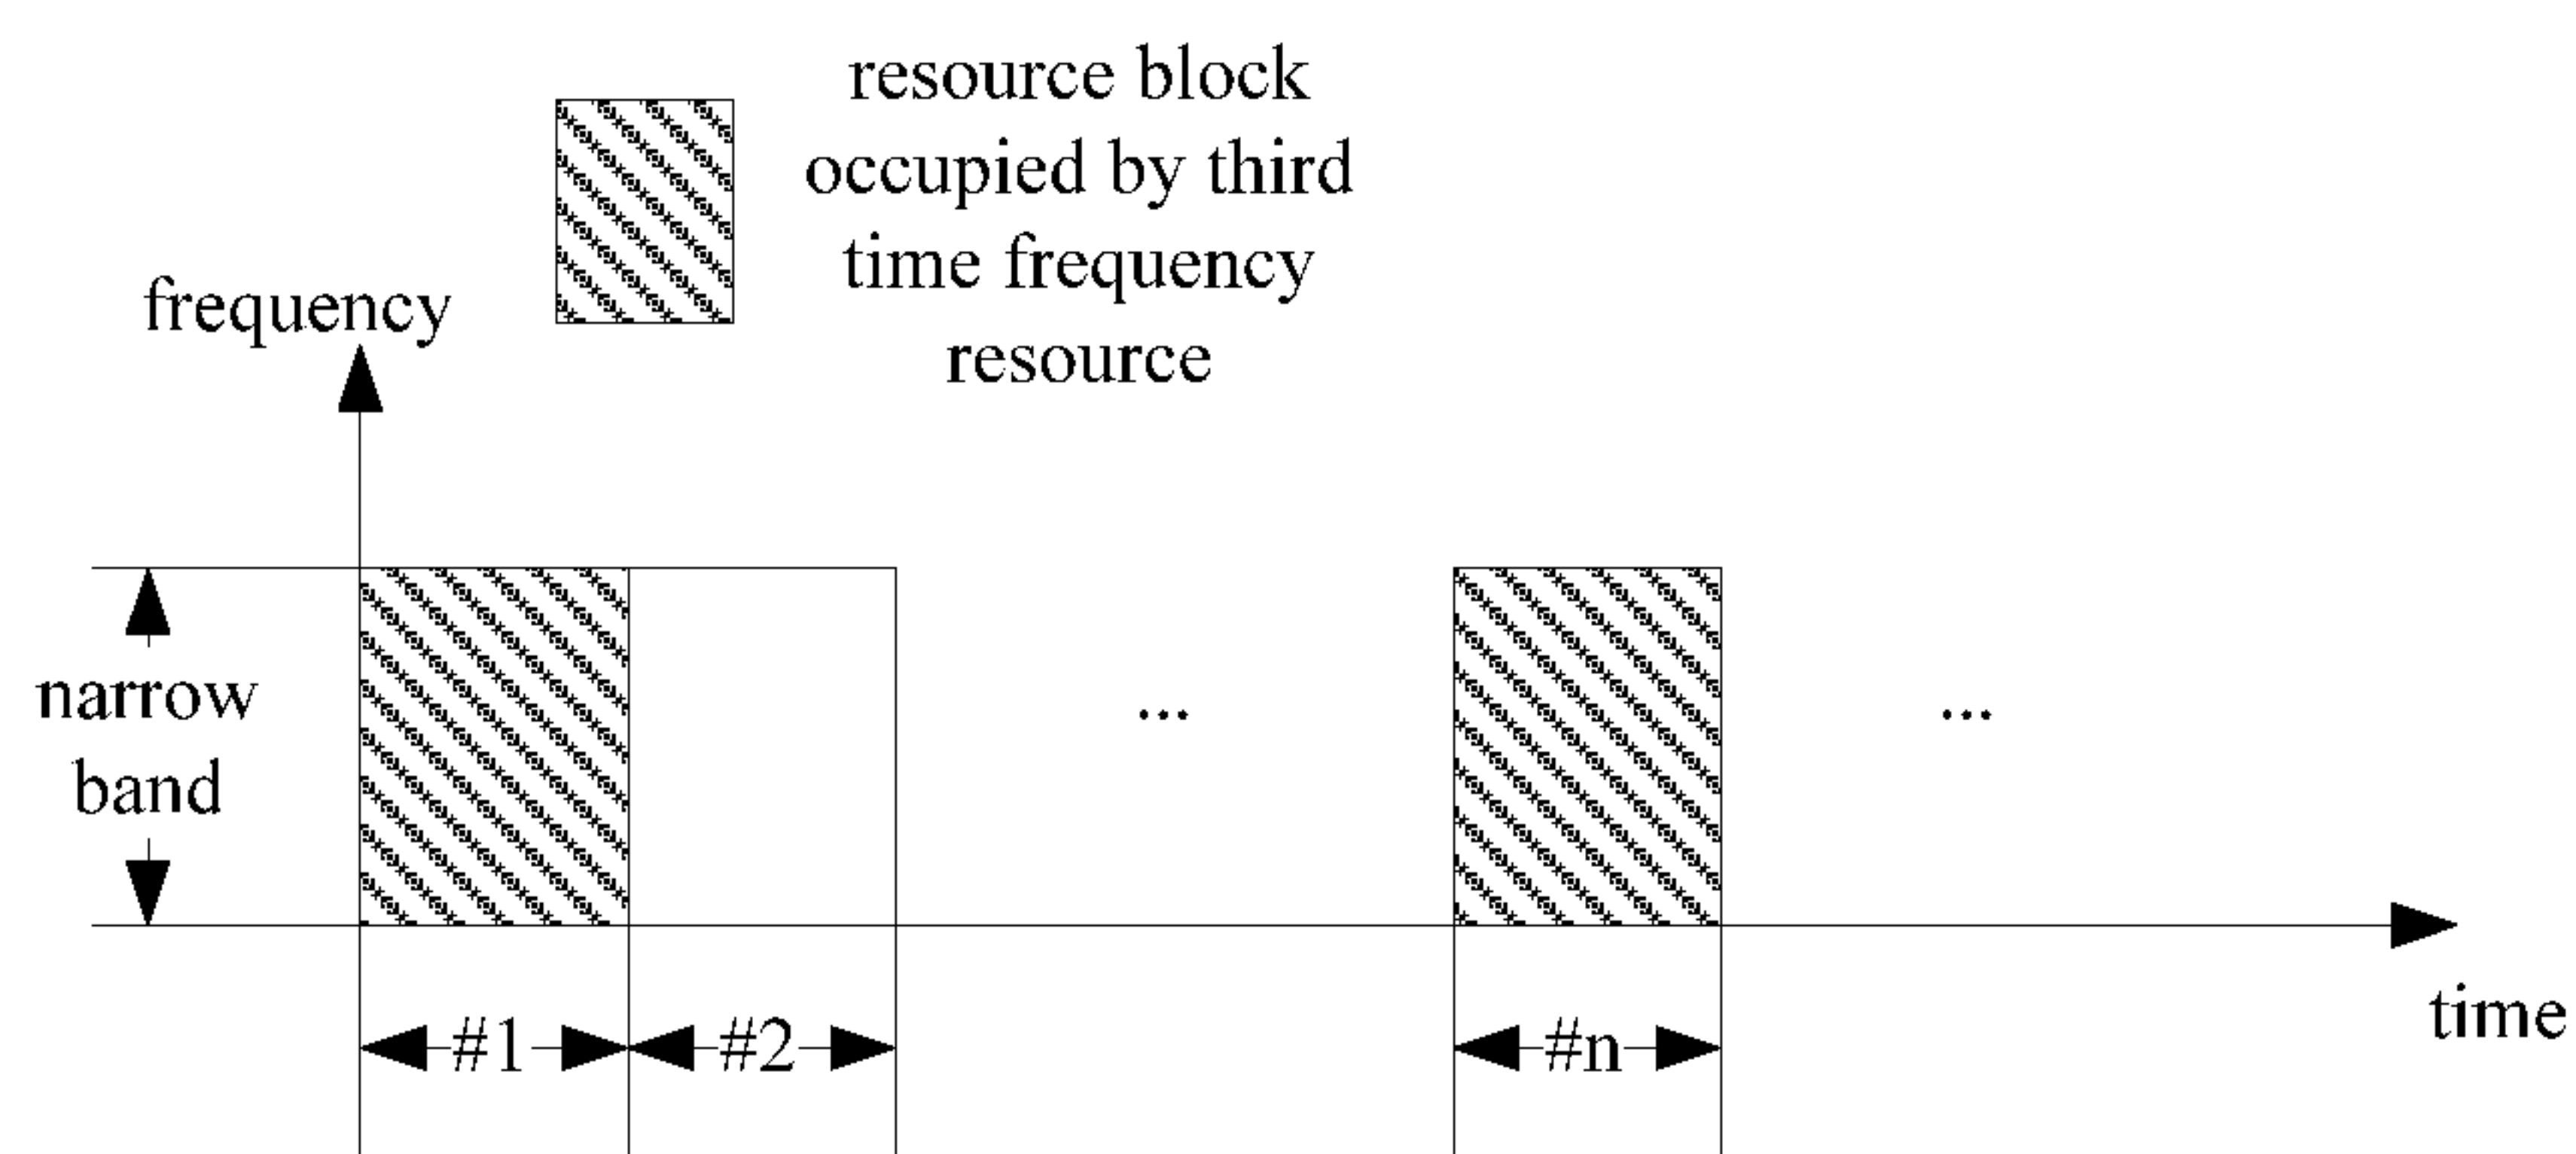 resource block
occupied by third
time frequency
resource
frequency
narrow
band
...
...
time
#1
#2
#n